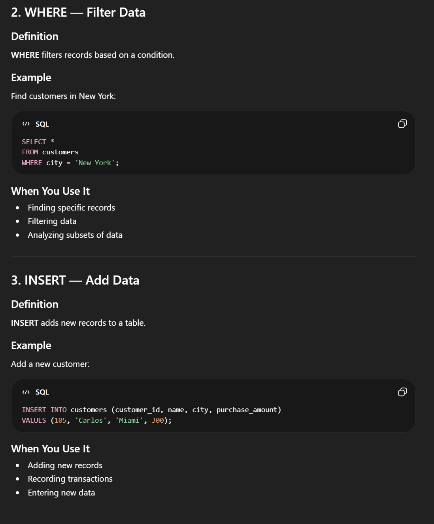 2. WHERE — Filter Data
Definition
WHERE filters records based on a condition.
Example
Find customers in New York:
</> SQL
SELECT *
FROM customers
WHERE city = 'New York';
When You Use It
• Finding specific records
• Filtering data
• Analyzing subsets of data
3. INSERT — Add Data
Definition
INSERT adds new records to a table.
Example
Add a new customer:
</> SQL
INSERT INTO customers (customer_id, name, city, purchase_amount)
VALUES (105, 'Carlos', 'Miami', 300);
When You Use It
• Adding new records
• Recording transactions
• Entering new data